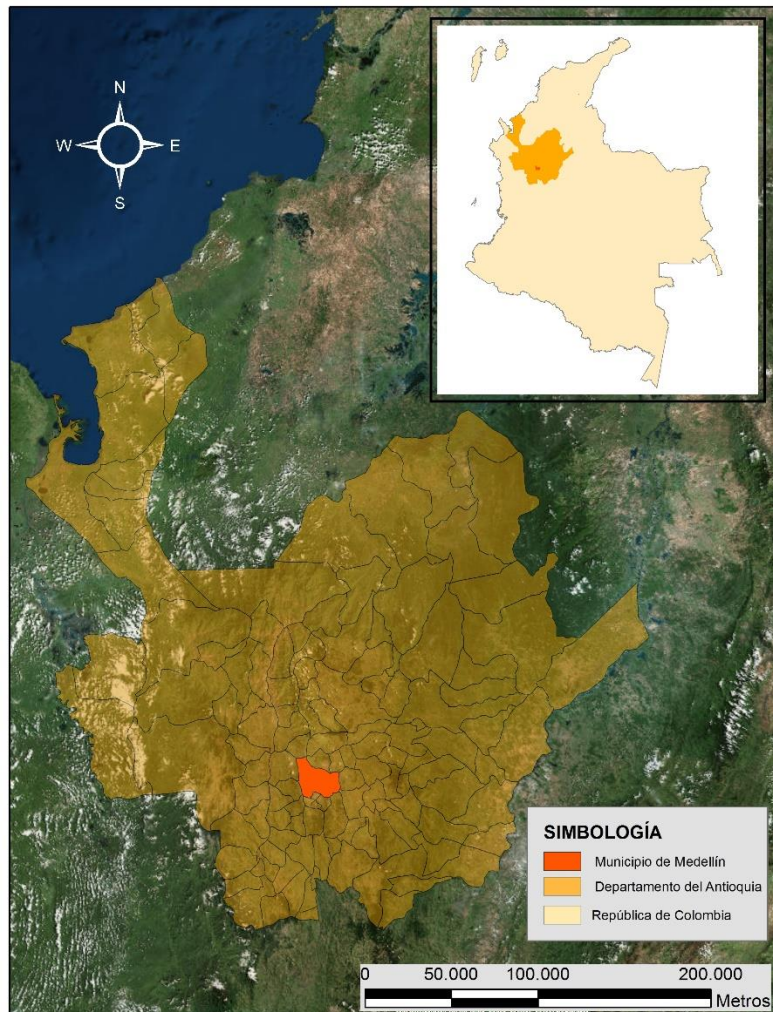 N
W E
S
SIMBOLOGÍA
Municipio de Medellín
Departamento del Antioquia
República de Colombia
0 50.000 100.000 200.000
Metros